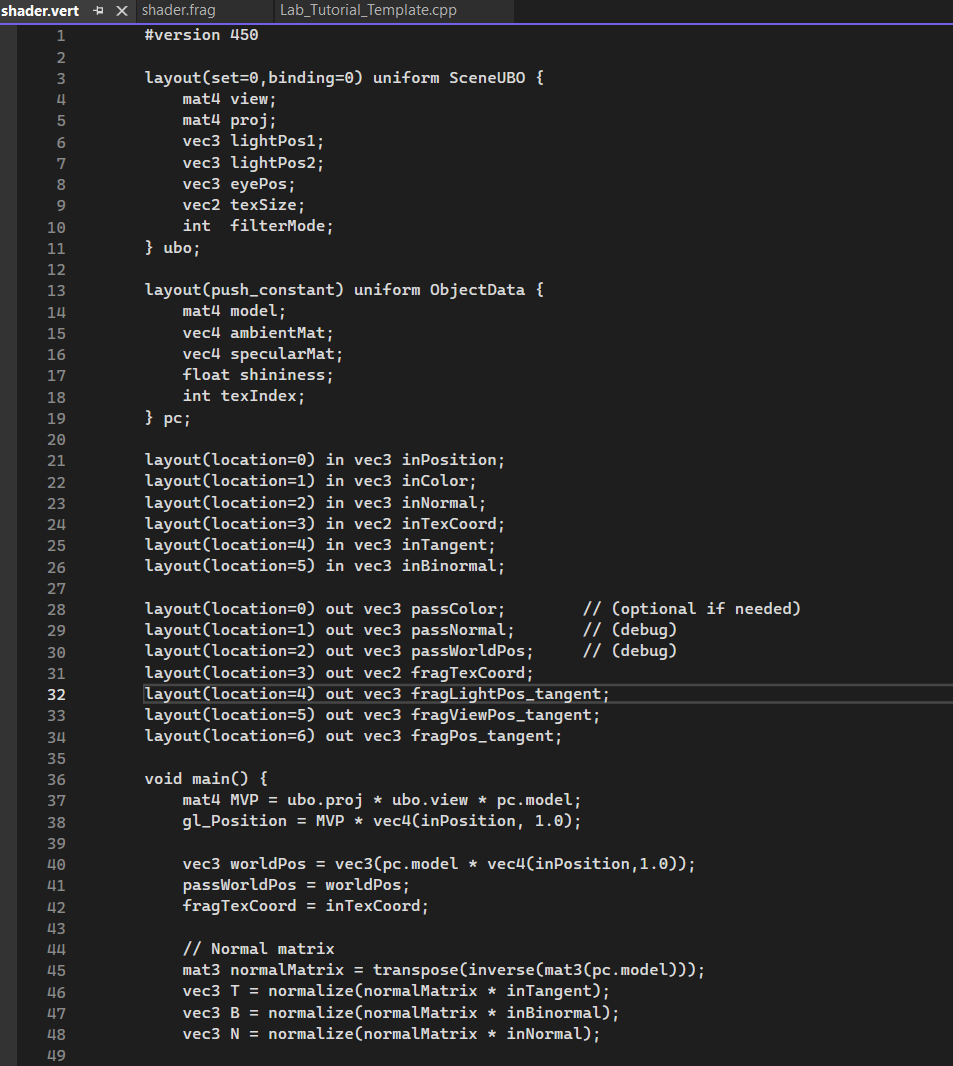 shader.vert shader.frag Lab_Tutorial_Template.cpp
1 #version 450
2
3 layout(set=0,binding=0) uniform SceneUBO {
4 mat4 view;
5 mat4 proj;
6 vec3 lightPos1;
7 vec3 lightPos2;
8 vec3 eyePos;
9 vec2 texSize;
10 int  filterMode;
11 } ubo;
12
13 layout(push_constant) uniform ObjectData {
14 mat4 model;
15 vec4 ambientMat;
16 vec4 specularMat;
17 float shininess;
18 int texIndex;
19 } pc;
20
21 layout(location=0) in vec3 inPosition;
22 layout(location=1) in vec3 inColor;
23 layout(location=2) in vec3 inNormal;
24 layout(location=3) in vec2 inTexCoord;
25 layout(location=4) in vec3 inTangent;
26 layout(location=5) in vec3 inBinormal;
27
28 layout(location=0) out vec3 passColor; // (optional if needed)
29 layout(location=1) out vec3 passNormal; // (debug)
30 layout(location=2) out vec3 passWorldPos; // (debug)
31 layout(location=3) out vec2 fragTexCoord;
32 layout(location=4) out vec3 fragLightPos_tangent;
33 layout(location=5) out vec3 fragViewPos_tangent;
34 layout(location=6) out vec3 fragPos_tangent;
35
36 void main() {
37 mat4 MVP = ubo.proj * ubo.view * pc.model;
38 gl_Position = MVP * vec4(inPosition, 1.0);
39
40 vec3 worldPos = vec3(pc.model * vec4(inPosition,1.0));
41 passWorldPos = worldPos;
42 fragTexCoord = inTexCoord;
43
44 // Normal matrix
45 mat3 normalMatrix = transpose(inverse(mat3(pc.model)));
46 vec3 T = normalize(normalMatrix * inTangent);
47 vec3 B = normalize(normalMatrix * inBinormal);
48 vec3 N = normalize(normalMatrix * inNormal);
49